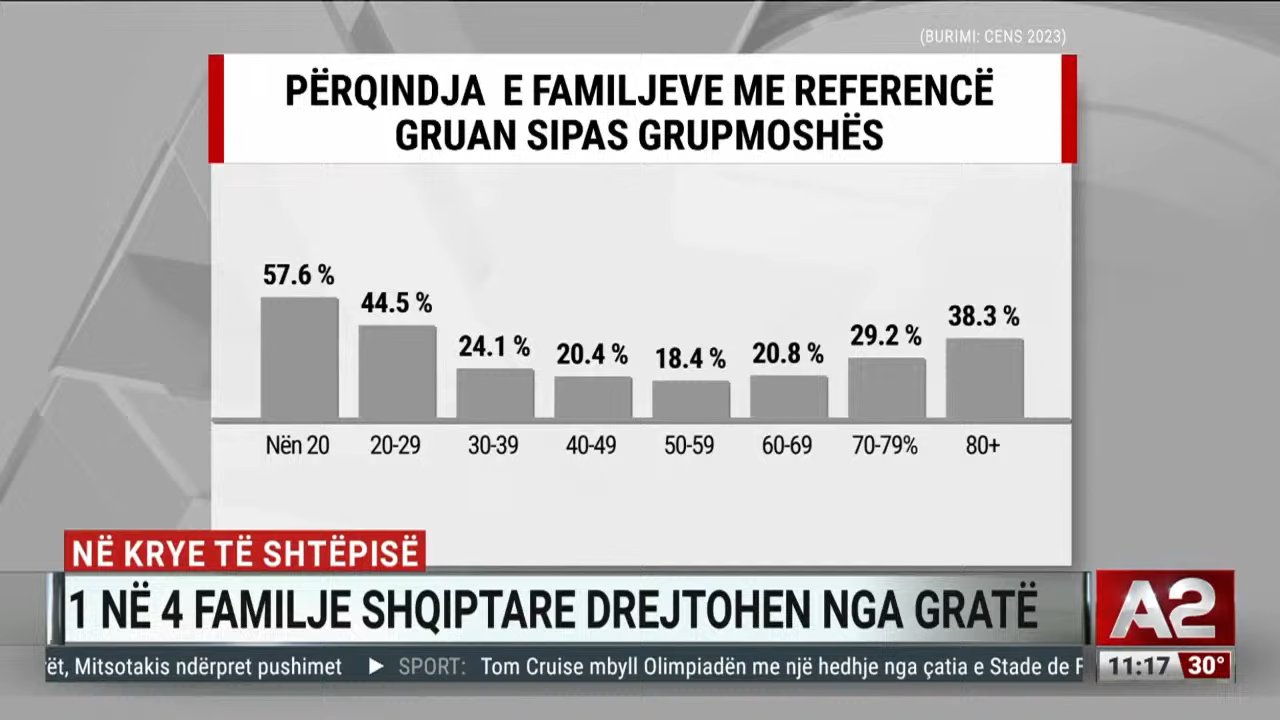 (BURIMI: CENS 2023)
PËRQINDJA E FAMILJEVE ME REFERENCË
GRUAN SIPAS GRUPMOSHËS
57.6 % 44.5 % 24.1 % 20.4 % 18.4 % 20.8 % 29.2 % 38.3 %
Nën 20 20-29 30-39 40-49 50-59 60-69 70-79% 80+
NË KRYE TË SHTËPISË
1 NË 4 FAMILJE SHQIPTARE DREJTOHEN NGA GRATË
A2
ët, Mitsotakis ndërpret pushimet ▶ SPORT: Tom Cruise mbyll Olimpiadën me një hedhje nga çatia e Stade de F
11:17 30°